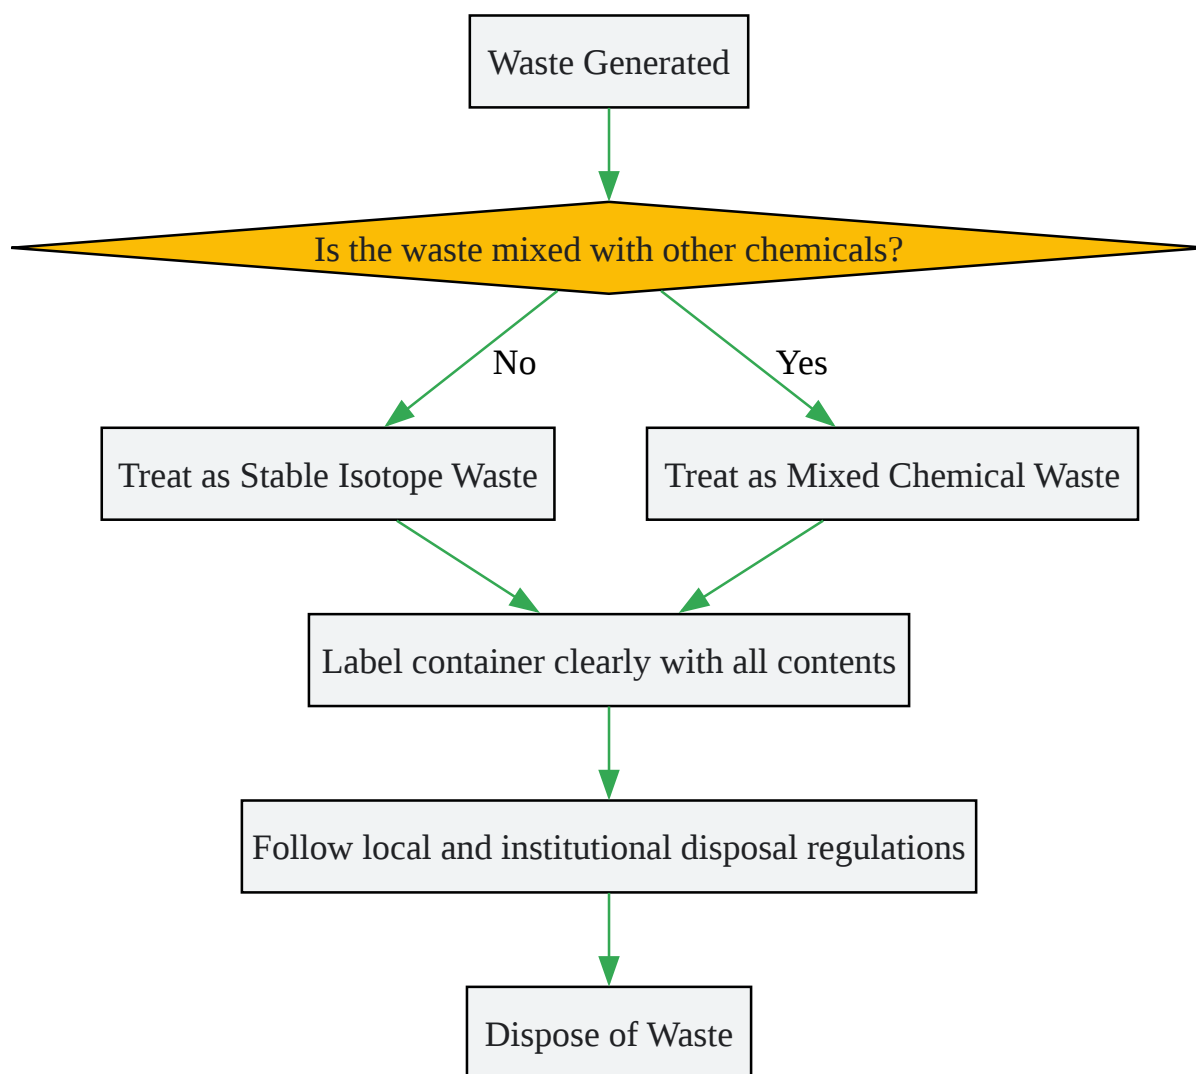 Waste Generated
Is the waste mixed with other chemicals?
No
Yes
Treat as Stable Isotope Waste
Treat as Mixed Chemical Waste
Label container clearly with all contents
Follow local and institutional disposal regulations
Dispose of Waste